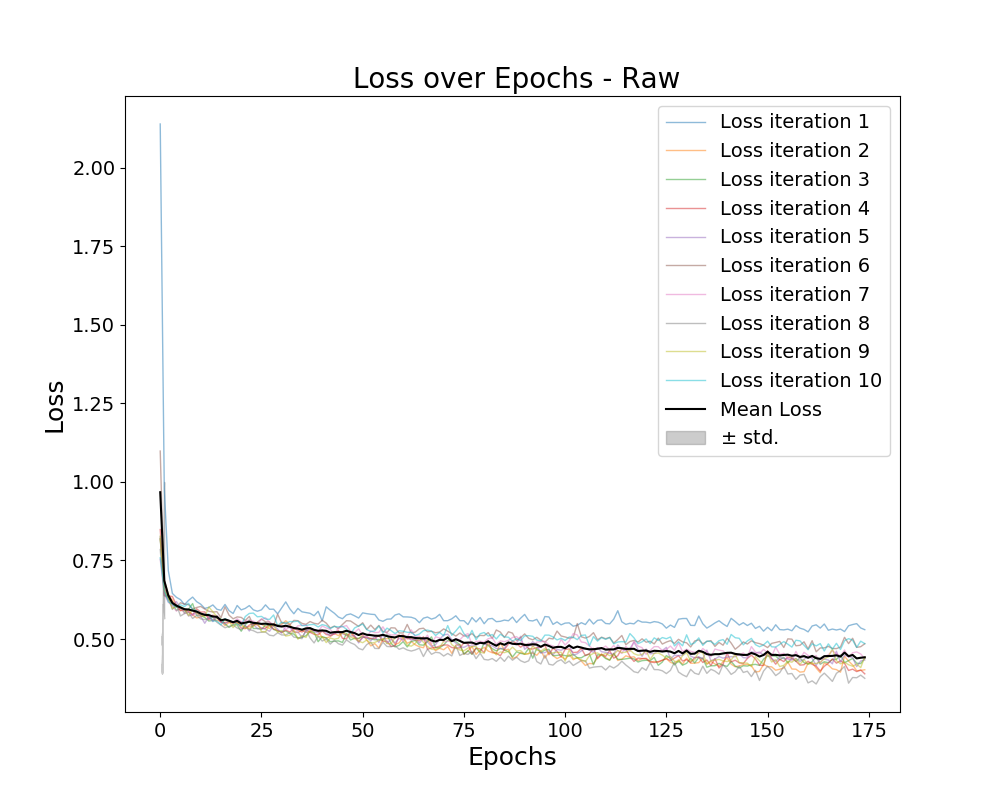 Loss over Epochs - Raw
Loss
2.00
1.75
1.50
1.25
1.00
0.75
0.50
Loss iteration 1
Loss iteration 2
Loss iteration 3
Loss iteration 4
Loss iteration 5
Loss iteration 6
Loss iteration 7
Loss iteration 8
Loss iteration 9
Loss iteration 10
Mean Loss
± std.
0 25 50 75 100 125 150 175
Epochs